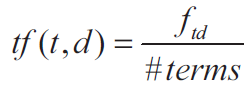 tf(t,d) = f_td / #terms